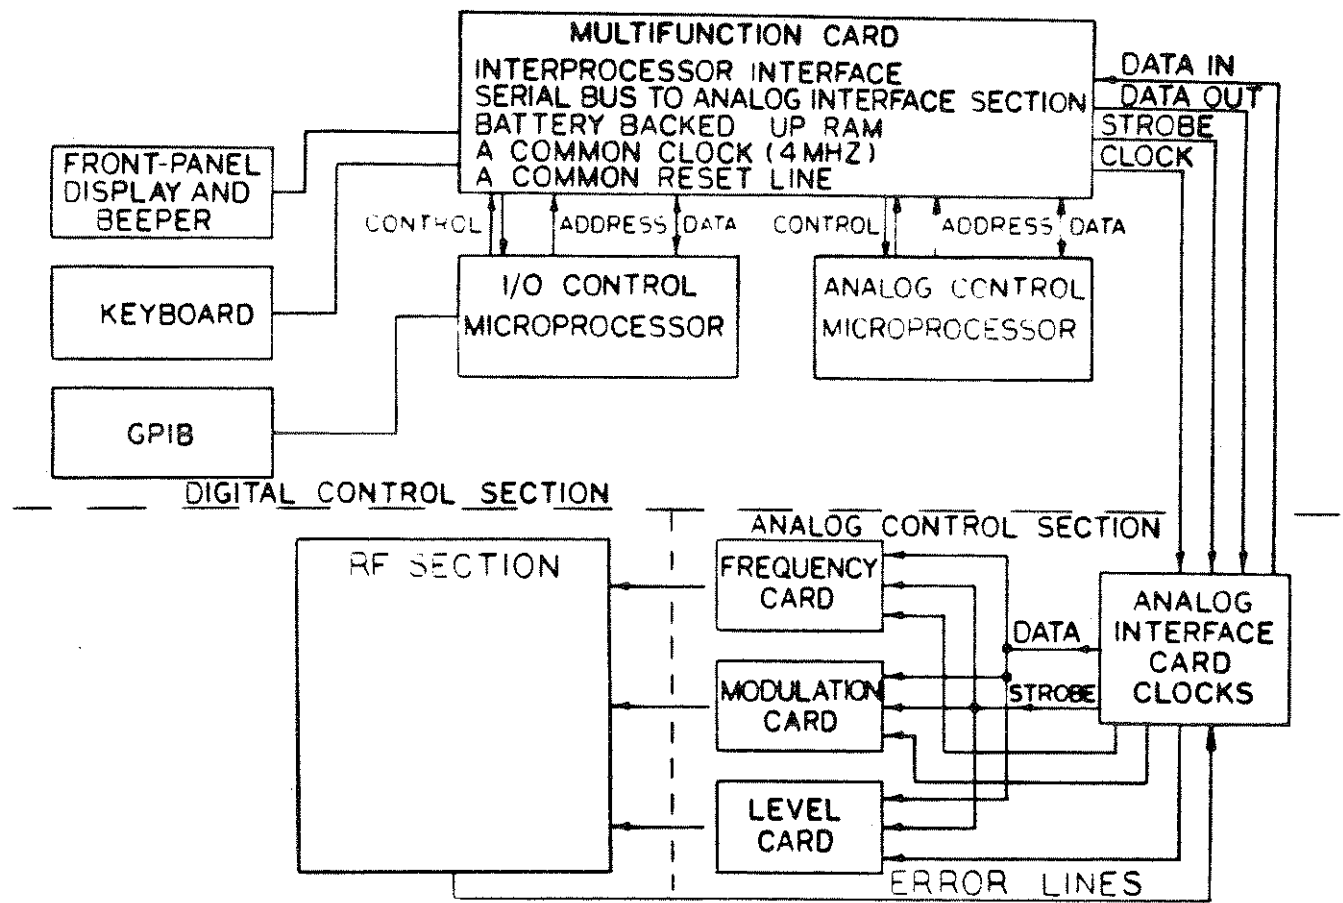 MULTIFUNCTION CARD
INTERPROCESSOR INTERFACE
SERIAL BUS TO ANALOG INTERFACE SECTION
BATTERY BACKED UP RAM
A COMMON CLOCK (4MHZ)
A COMMON RESET LINE
DATA IN
DATA OUT
STROBE
CLOCK
FRONT-PANEL
DISPLAY AND
BEEPER
CONTROL
ADDRESS
DATA
CONTROL
ADDRESS
DATA
KEYBOARD
I/O CONTROL
MICROPROCESSOR
ANALOG CONTROL
MICROPROCESSOR
GPIB
DIGITAL CONTROL SECTION
ANALOG CONTROL SECTION
RF SECTION
FREQUENCY
CARD
MODULATION
CARD
LEVEL
CARD
DATA
STROBE
ANALOG
INTERFACE
CARD
CLOCKS
ERROR LINES